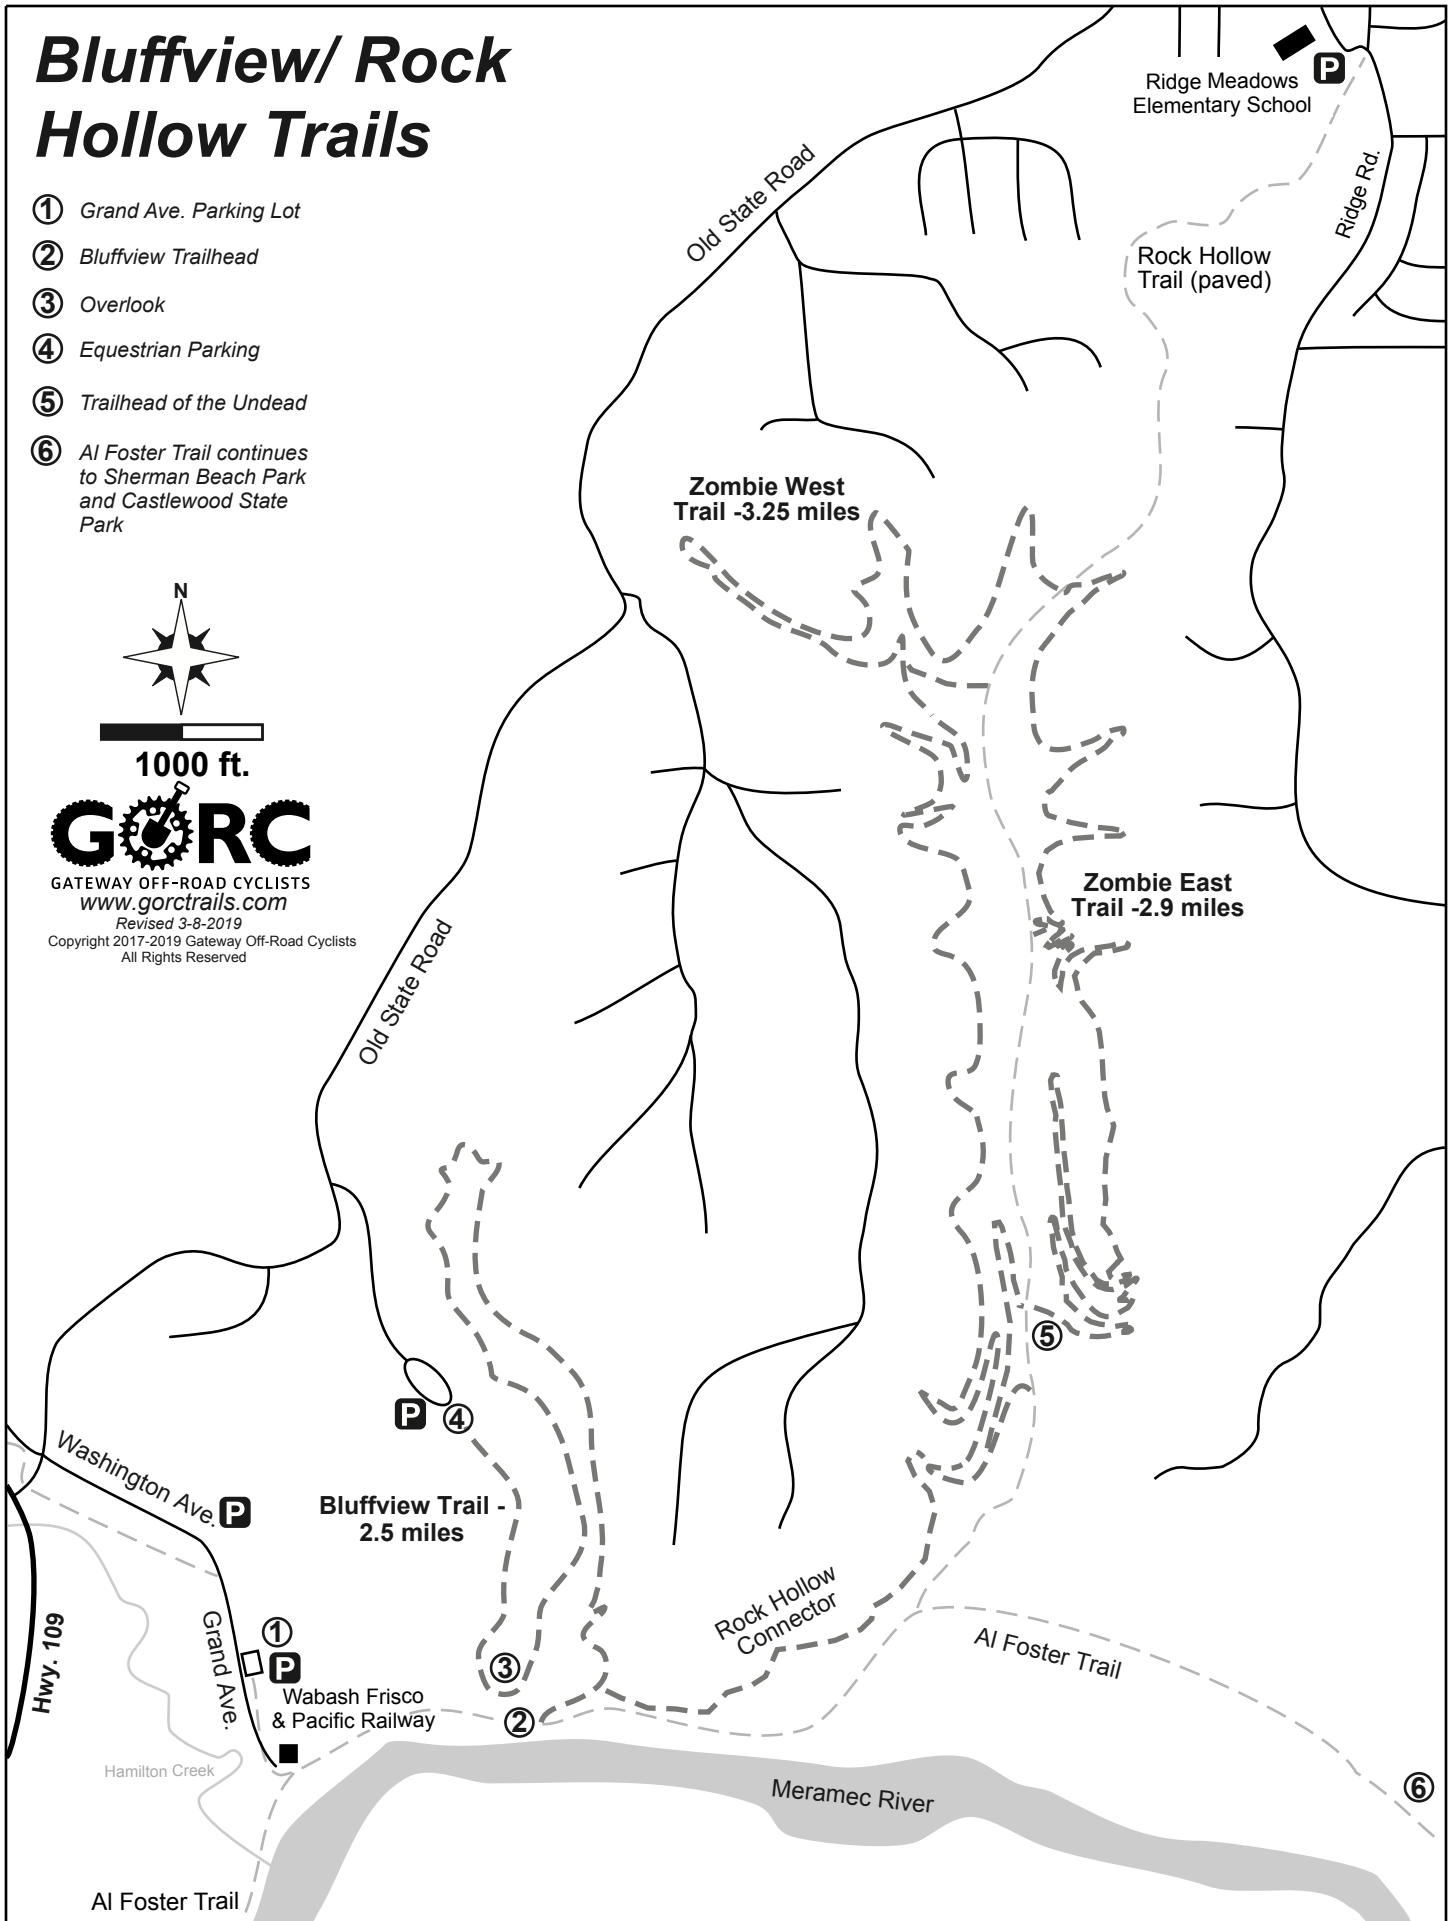 Bluffview/ Rock
Hollow Trails
1 Grand Ave. Parking Lot
2 Bluffview Trailhead
3 Overlook
4 Equestrian Parking
5 Trailhead of the Undead
6 Al Foster Trail continues
to Sherman Beach Park
and Castlewood State
Park
N
1000 ft.
GORC
GATEWAY OFF-ROAD CYCLISTS
www.gorctrails.com
Revised 3-8-2019
Copyright 2017-2019 Gateway Off-Road Cyclists
All Rights Reserved
Ridge Meadows
Elementary School
P
Ridge Rd.
Old State Road
Rock Hollow
Trail (paved)
Zombie West
Trail -3.25 miles
Zombie East
Trail -2.9 miles
Old State Road
5
P
4
Washington Ave.
P
Bluffview Trail -
2.5 miles
Rock Hollow
Connector
Hwy. 109
Grand Ave.
1
P
3
2
Wabash Frisco
& Pacific Railway
Al Foster Trail
Hamilton Creek
Meramec River
6
Al Foster Trail